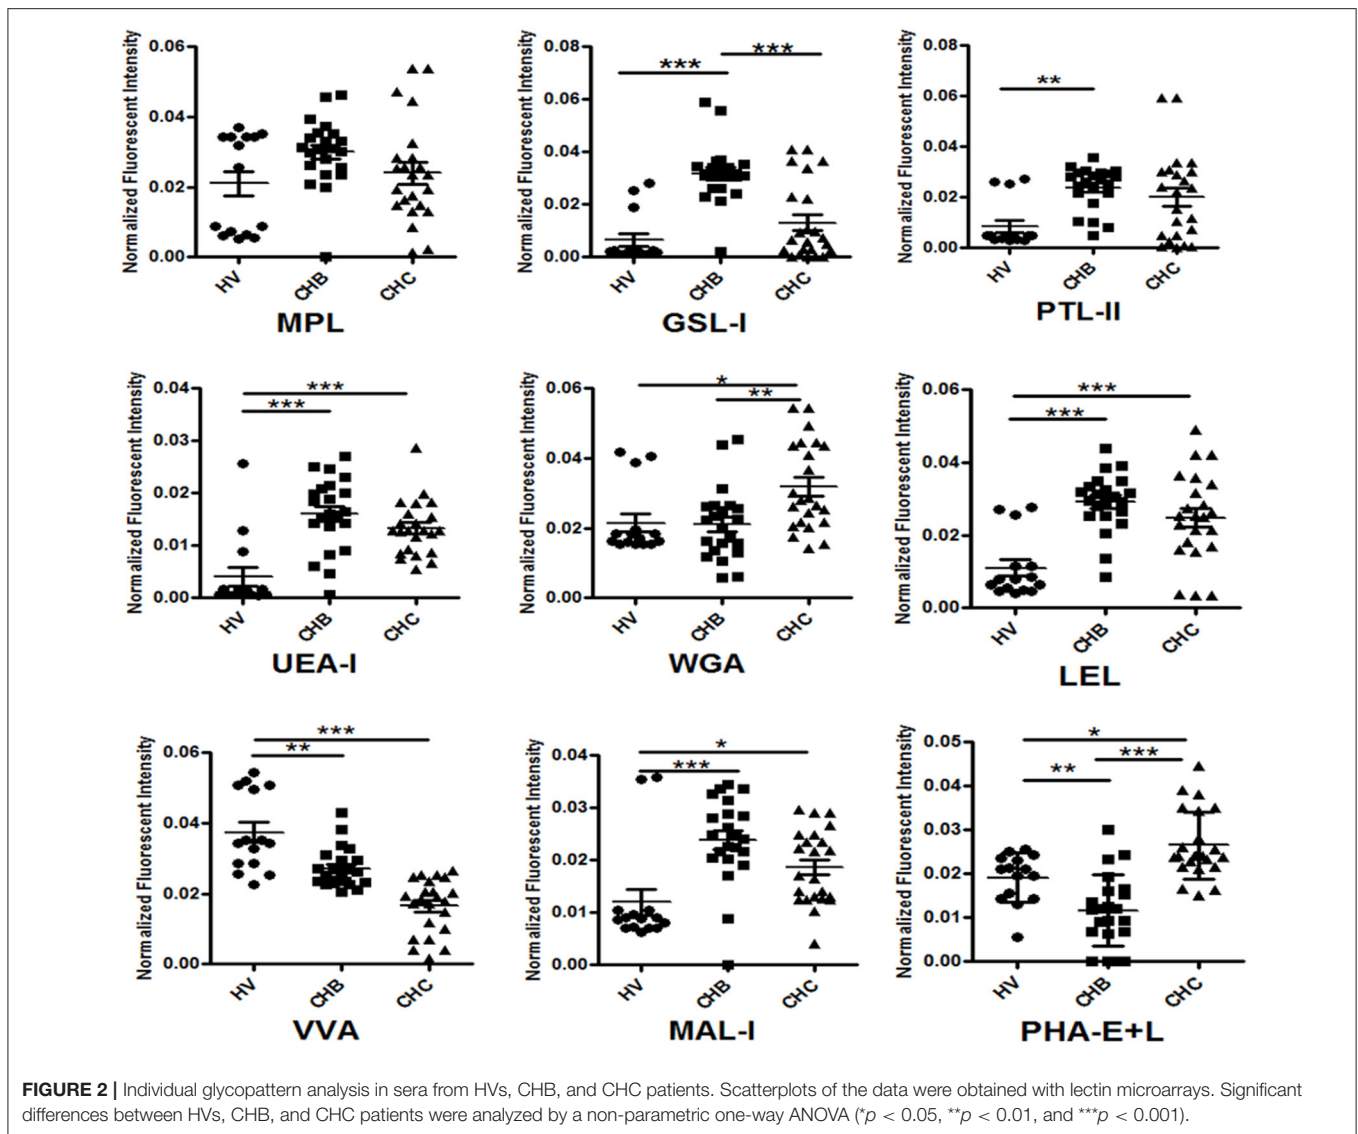 Normalized Fluorescent Intensity
0.06
0.04
0.02
0.00
HV
CHB
CHC
MPL
Normalized Fluorescent Intensity
0.08
0.06
0.04
0.02
0.00
***
***
HV
CHB
CHC
GSL-I
Normalized Fluorescent Intensity
0.08
0.06
0.04
0.02
0.00
**
HV
CHB
CHC
PTL-II
Normalized Fluorescent Intensity
0.04
0.03
0.02
0.01
0.00
***
***
HV
CHB
CHC
UEA-I
Normalized Fluorescent Intensity
0.06
0.04
0.02
0.00
*
**
HV
CHB
CHC
WGA
Normalized Fluorescent Intensity
0.06
0.04
0.02
0.00
***
***
HV
CHB
CHC
LEL
Normalized Fluorescent Intensity
0.06
0.04
0.02
0.00
***
**
HV
CHB
CHC
VVA
Normalized Fluorescent Intensity
0.04
0.03
0.02
0.01
0.00
*
***
HV
CHB
CHC
MAL-I
Normalized Fluorescent Intensity
0.05
0.04
0.03
0.02
0.01
0.00
*
***
**
HV
CHB
CHC
PHA-E+L
FIGURE 2 | Individual glycopattern analysis in sera from HVs, CHB, and CHC patients. Scatterplots of the data were obtained with lectin microarrays. Significant
differences between HVs, CHB, and CHC patients were analyzed by a non-parametric one-way ANOVA (*p < 0.05, **p < 0.01, and ***p < 0.001).